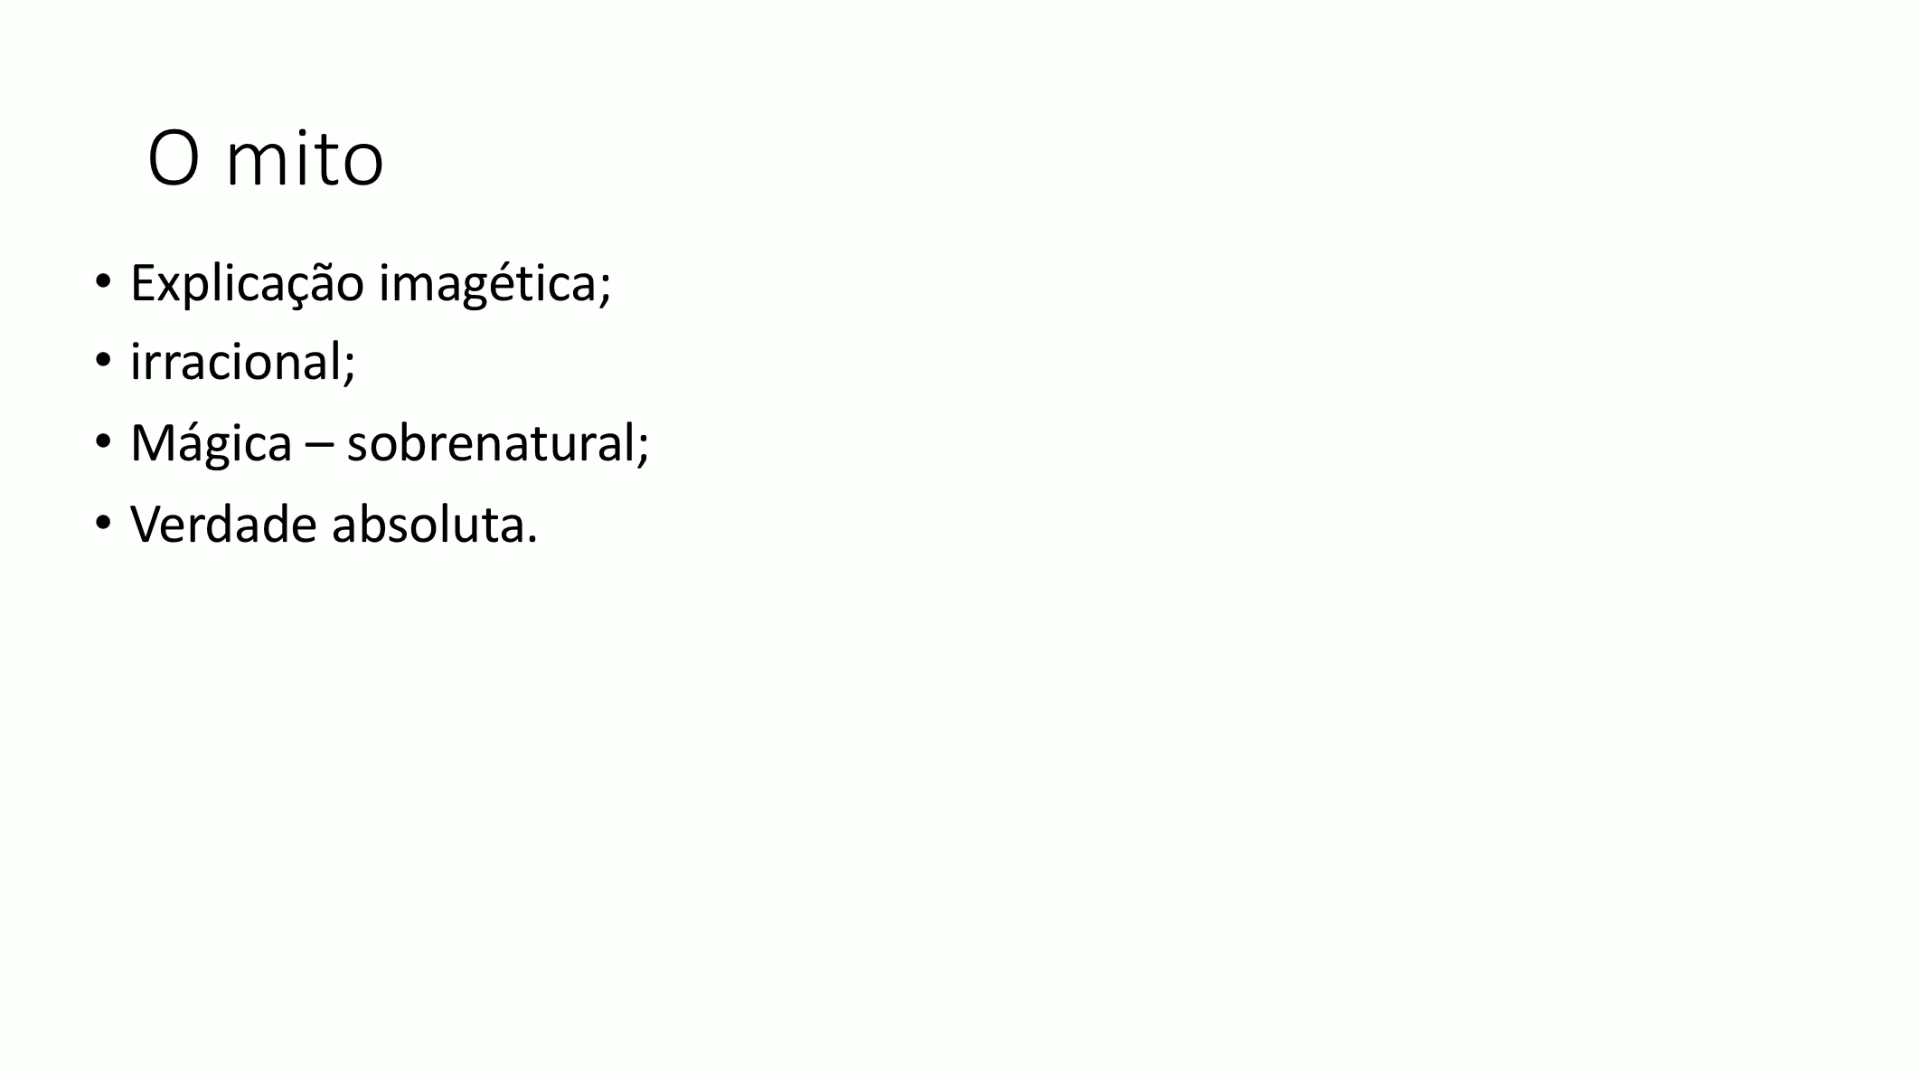 O mito
• Explicação imagética;
• irracional;
• Mágica – sobrenatural;
• Verdade absoluta.